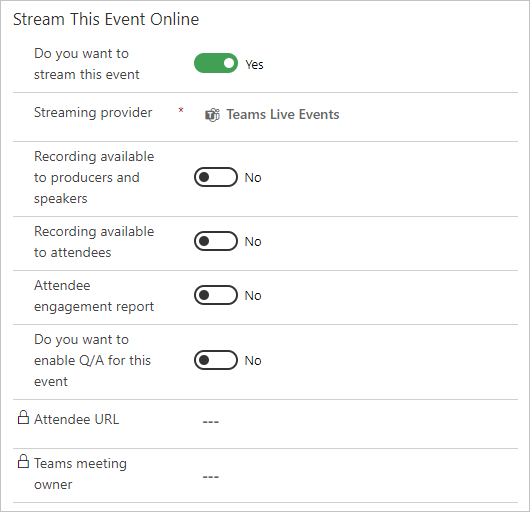 Stream This Event Online
Do you want to
stream this event
Yes
Streaming provider * Teams Live Events
Recording available
to producers and
speakers
No
Recording available
to attendees
No
Attendee
engagement report
No
Do you want to
enable Q/A for this
event
No
Attendee URL ---
Teams meeting
owner
---